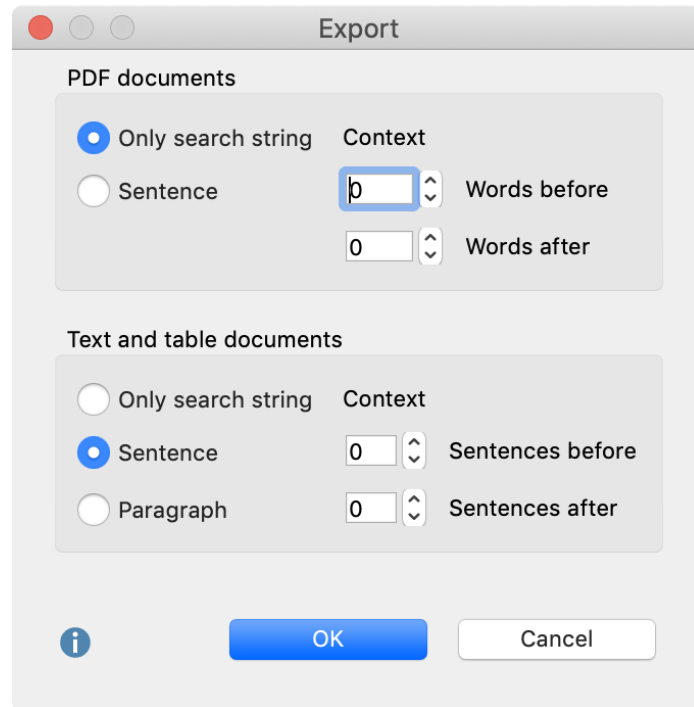 Export
PDF documents
Only search string Context
Sentence 0 Words before
0 Words after
Text and table documents
Only search string Context
Sentence 0 Sentences before
Paragraph 0 Sentences after
i OK Cancel